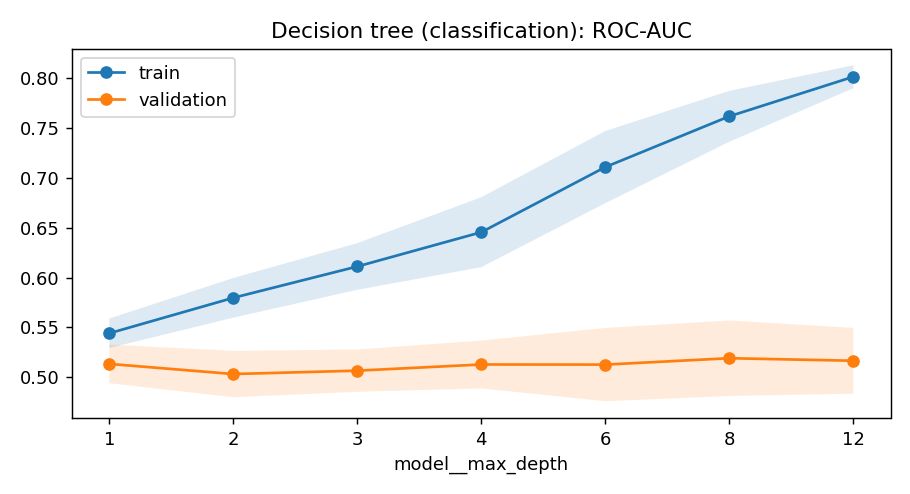 Decision tree (classification): ROC-AUC
train
validation
0.80
0.75
0.70
0.65
0.60
0.55
0.50
1 2 3 4 6 8 12
model__max_depth